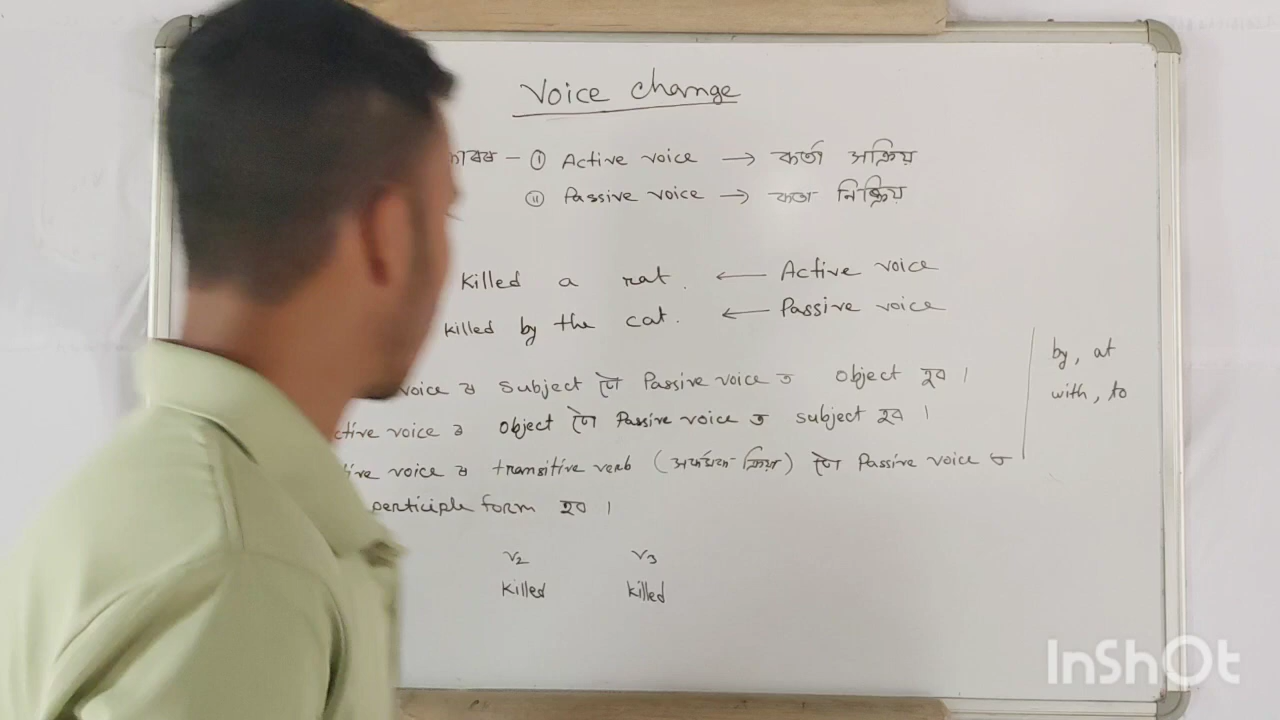 Voice Change
- ① Active voice → কৰ্তা সক্ৰিয়
② Passive voice → কৰ্তা নিষ্ক্ৰিয়
killed a rat. ← Active voice
killed by the cat. ← Passive voice
by, at
with, to
voice ৰ subject টো Passive voice ত object হব ।
ctive voice ৰ object টো Passive voice ত subject হব ।
tive voice ৰ transitive verb (সকৰ্মক ক্ৰিয়া) টো Passive voice ত
perticiple form হব ।
V2 V3
killed killed
InShOt